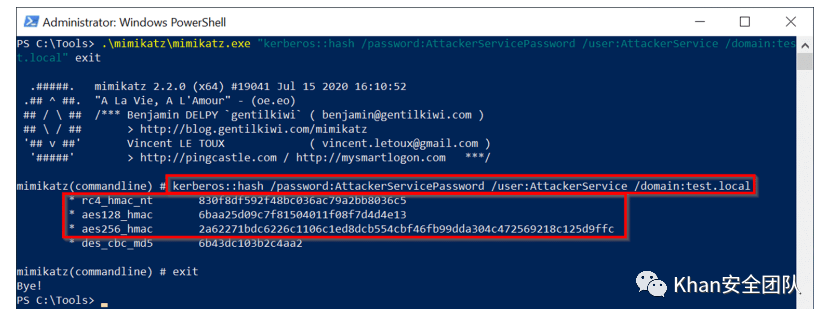 Administrator: Windows PowerShell
PS C:\Tools> .\mimikatz\mimikatz.exe "kerberos::hash /password:AttackerServicePassword /user:AttackerService /domain:tes
t.local" exit
.#####. mimikatz 2.2.0 (x64) #19041 Jul 15 2020 16:10:52
.## ^ ##. "A La Vie, A L'Amour" - (oe.eo)
## / \ ## /*** Benjamin DELPY `gentilkiwi` ( benjamin@gentilkiwi.com )
## \ / ## > http://blog.gentilkiwi.com/mimikatz
'## v ##' Vincent LE TOUX ( vincent.letoux@gmail.com )
'#####' > http://pingcastle.com / http://mysmartlogon.com ***/
mimikatz(commandline) # kerberos::hash /password:AttackerServicePassword /user:AttackerService /domain:test.local
* rc4_hmac_nt 830f8df592f48bc036ac79a2bb8036c5
* aes128_hmac 6baa25d09c7f81504011f08f7d4d4e13
* aes256_hmac 2a62271bdc6226c1106c1ed8dcb554cbf46fb99dda304c472569218c125d9ffc
* des_cbc_md5 6b43dc103b2c4aa2
mimikatz(commandline) # exit
Bye!
PS C:\Tools> _
Khan安全团队